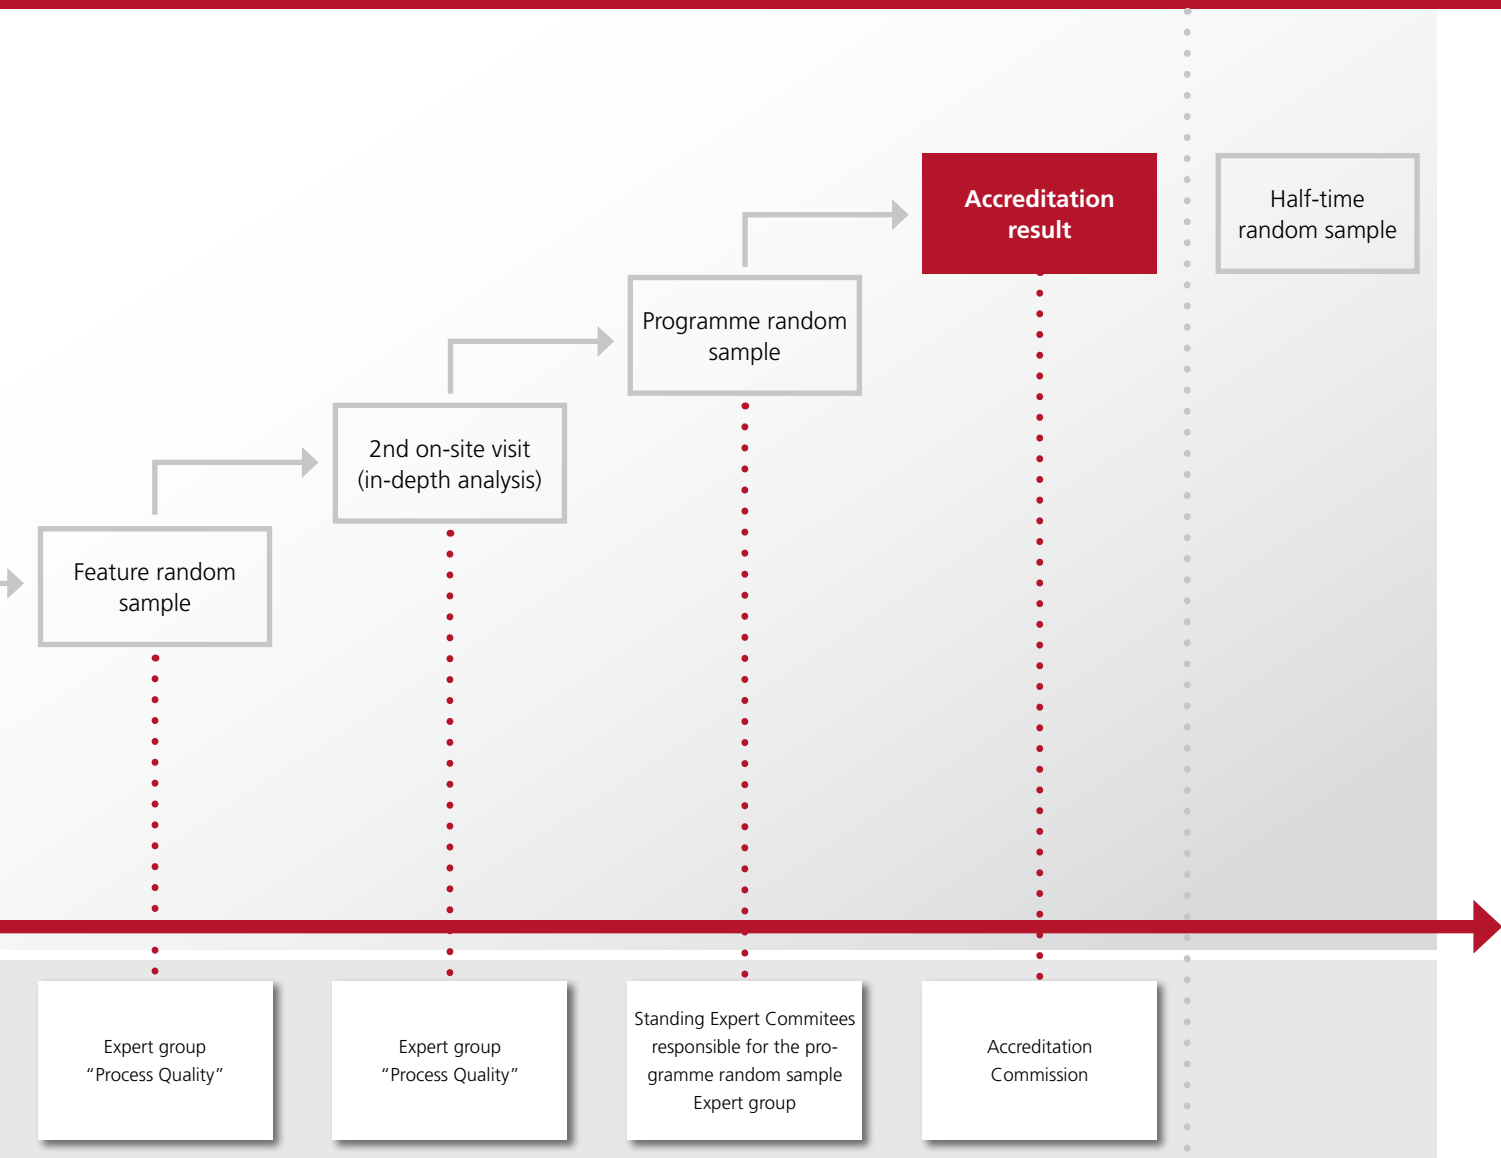 Accreditation
result
Half-time
random sample
Programme random
sample
2nd on-site visit
(in-depth analysis)
Feature random
sample
Expert group
“Process Quality”
Expert group
“Process Quality”
Standing Expert Commitees
responsible for the pro-
gramme random sample
Expert group
Accreditation
Commission